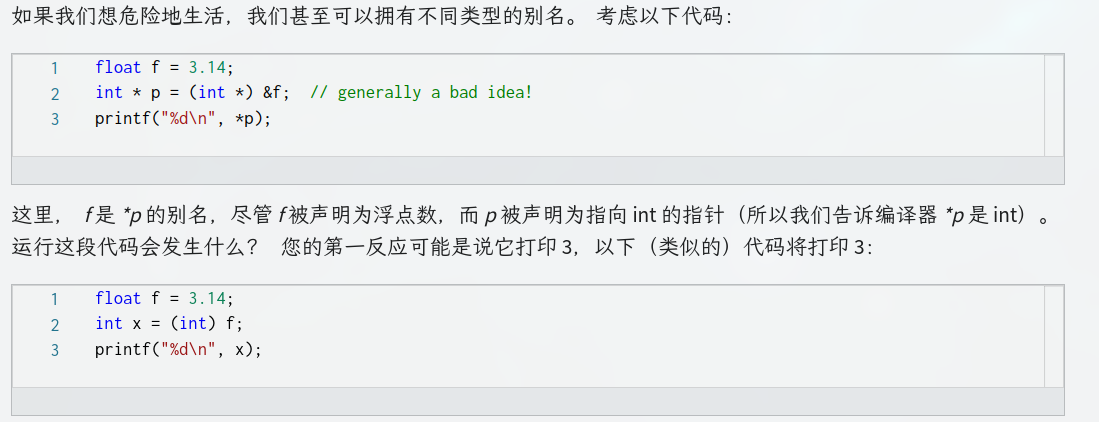 如果我们想危险地生活，我们甚至可以拥有不同类型的别名。 考虑以下代码：
1 float f = 3.14;
2 int * p = (int *) &f;  // generally a bad idea!
3 printf("%d\n", *p);
这里， f 是 *p 的别名，尽管 f 被声明为浮点数，而 p 被声明为指向 int 的指针（所以我们告诉编译器 *p 是 int）。
运行这段代码会发生什么？ 您的第一反应可能是说它打印 3，以下（类似的）代码将打印 3：
1 float f = 3.14;
2 int x = (int) f;
3 printf("%d\n", x);